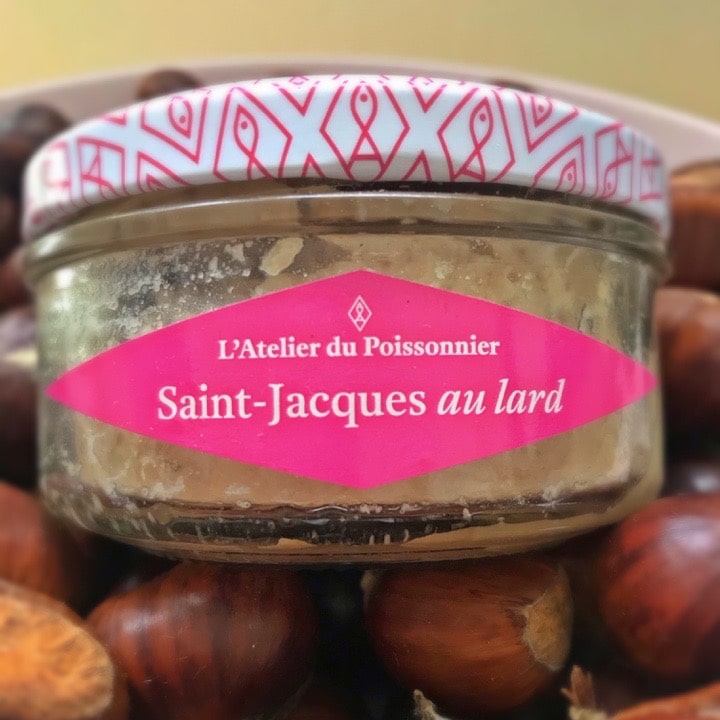 L'Atelier du Poissonnier
Saint-Jacques au lard